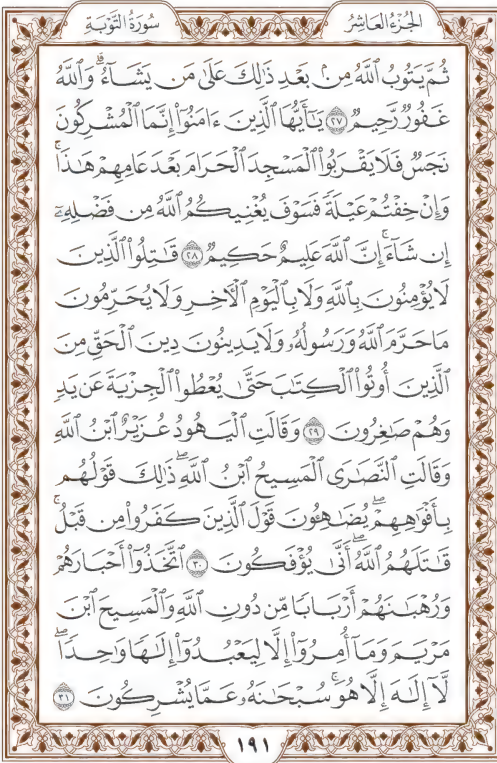 الجُزْءُ العَاشِرُ
سُورَةُ التَّوْبَةِ
ثُمَّ يَتُوبُ ٱللَّهُ مِنۢ بَعْدِ ذَٰلِكَ عَلَىٰ مَن يَشَآءُۗ وَٱللَّهُ
غَفُورٞ رَّحِيمٞ ٢٧ يَـٰٓأَيُّهَا ٱلَّذِينَ ءَامَنُوٓاْ إِنَّمَا ٱلْمُشْرِكُونَ
نَجَسٞ فَلَا يَقْرَبُواْ ٱلْمَسْجِدَ ٱلْحَرَامَ بَعْدَ عَامِهِمْ هَـٰذَاۚ
وَإِنْ خِفْتُمْ عَيْلَةٗ فَسَوْفَ يُغْنِيكُمُ ٱللَّهُ مِن فَضْلِهِۦٓ
إِن شَآءَۚ إِنَّ ٱللَّهَ عَلِيمٌ حَكِيمٞ ٢٨ قَـٰتِلُواْ ٱلَّذِينَ
لَا يُؤْمِنُونَ بِٱللَّهِ وَلَا بِٱلْيَوْمِ ٱلْـَٔاخِرِ وَلَا يُحَرِّمُونَ
مَا حَرَّمَ ٱللَّهُ وَرَسُولُهُۥ وَلَا يَدِينُونَ دِينَ ٱلْحَقِّ مِنَ
ٱلَّذِينَ أُوتُواْ ٱلْكِتَـٰبَ حَتَّىٰ يُعْطُواْ ٱلْجِزْيَةَ عَن يَدٖ
وَهُمْ صَـٰغِرُونَ ٢٩ وَقَالَتِ ٱلْيَهُودُ عُزَيْرٌ ٱبْنُ ٱللَّهِ
وَقَالَتِ ٱلنَّصَـٰرَى ٱلْمَسِيحُ ٱبْنُ ٱللَّهِۖ ذَٰلِكَ قَوْلُهُم
بِأَفْوَٰهِهِمْۖ يُضَـٰهِـُٔونَ قَوْلَ ٱلَّذِينَ كَفَرُواْ مِن قَبْلُۚ
قَـٰتَلَهُمُ ٱللَّهُۖ أَنَّىٰ يُؤْفَكُونَ ٣٠ ٱتَّخَذُوٓاْ أَحْبَارَهُمْ
وَرُهْبَـٰنَهُمْ أَرْبَابٗا مِّن دُونِ ٱللَّهِ وَٱلْمَسِيحَ ٱبْنَ
مَرْيَمَ وَمَآ أُمِرُوٓاْ إِلَّا لِيَعْبُدُوٓاْ إِلَـٰهٗا وَٰحِدٗاۖ
لَّآ إِلَـٰهَ إِلَّا هُوَۚ سُبْحَـٰنَهُۥ عَمَّا يُشْرِكُونَ ٣١
١٩١